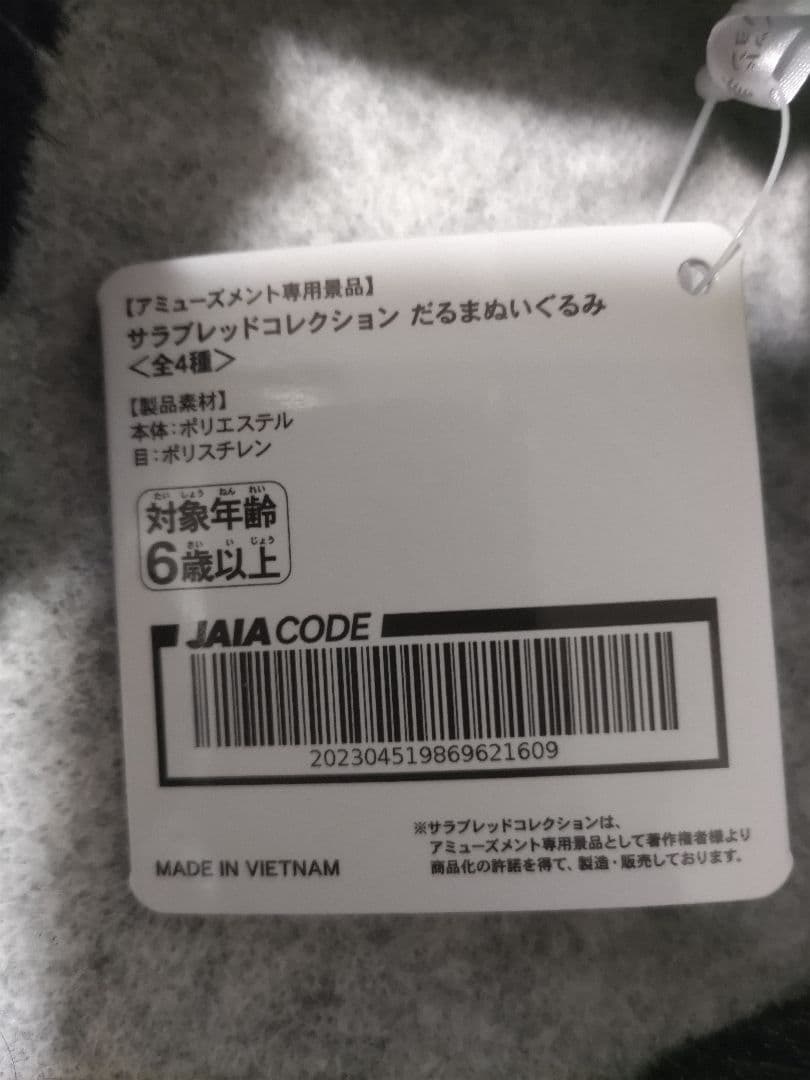 【アミューズメント専用景品】
サラブレッドコレクション だるまぬいぐるみ
＜全4種＞
【製品素材】
本体：ポリエステル
目：ポリスチレン
たい しょう ねん れい
対象年齢
さい い じょう
6歳以上
JAIA CODE
202304519869621609
※サラブレッドコレクションは、
アミューズメント専用景品として著作権者様より
商品化の許諾を得て、製造・販売しております。
MADE IN VIETNAM